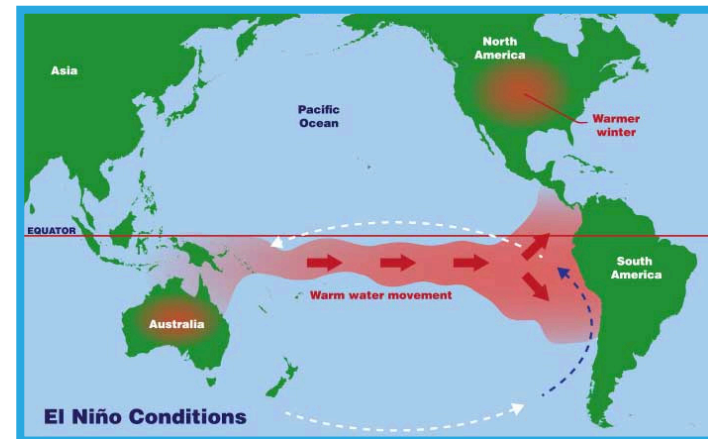 North
America
Asia
Pacific
Ocean
Warmer
winter
EQUATOR
South
America
Warm water movement
Australia
El Niño Conditions